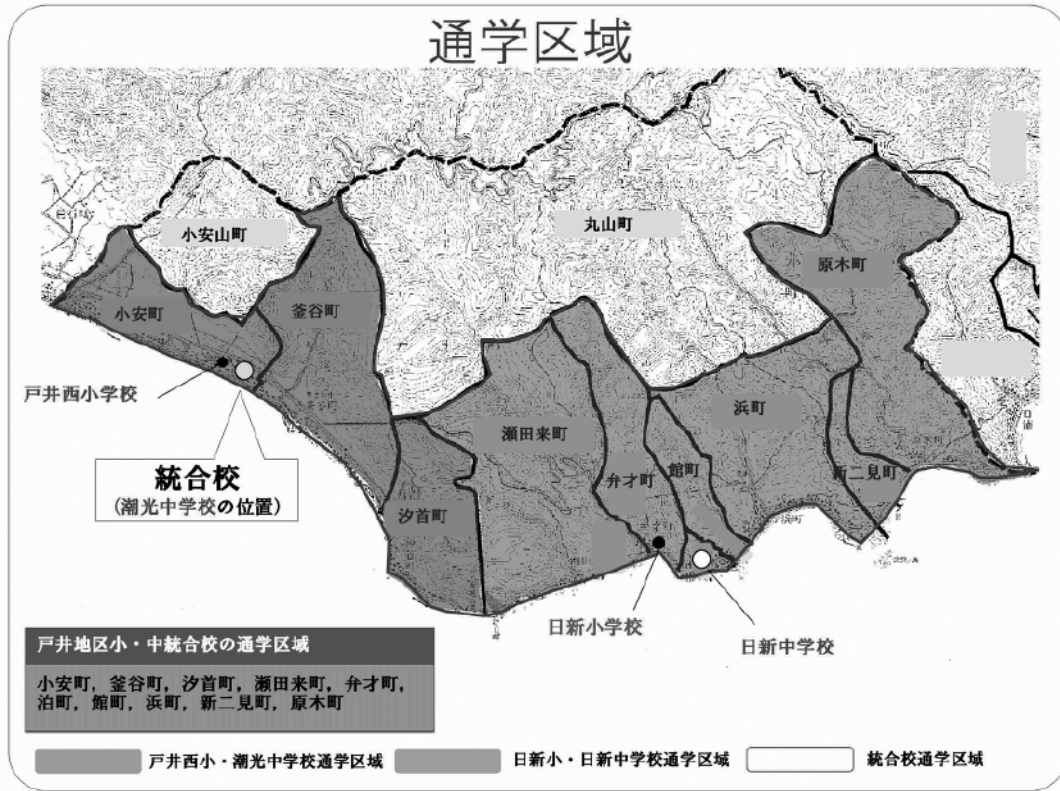 通学区域
小安山町
丸山町
原木町
小安町
釜谷町
戸井西小学校
浜町
瀬田来町
統合校
(潮光中学校の位置)
弁才町
館町
新二見町
汐首町
日新小学校
日新中学校
戸井地区小・中統合校の通学区域
小安町，釜谷町，汐首町，瀬田来町，弁才町，
泊町，館町，浜町，新二見町，原木町
戸井西小・潮光中学校通学区域
日新小・日新中学校通学区域
統合校通学区域